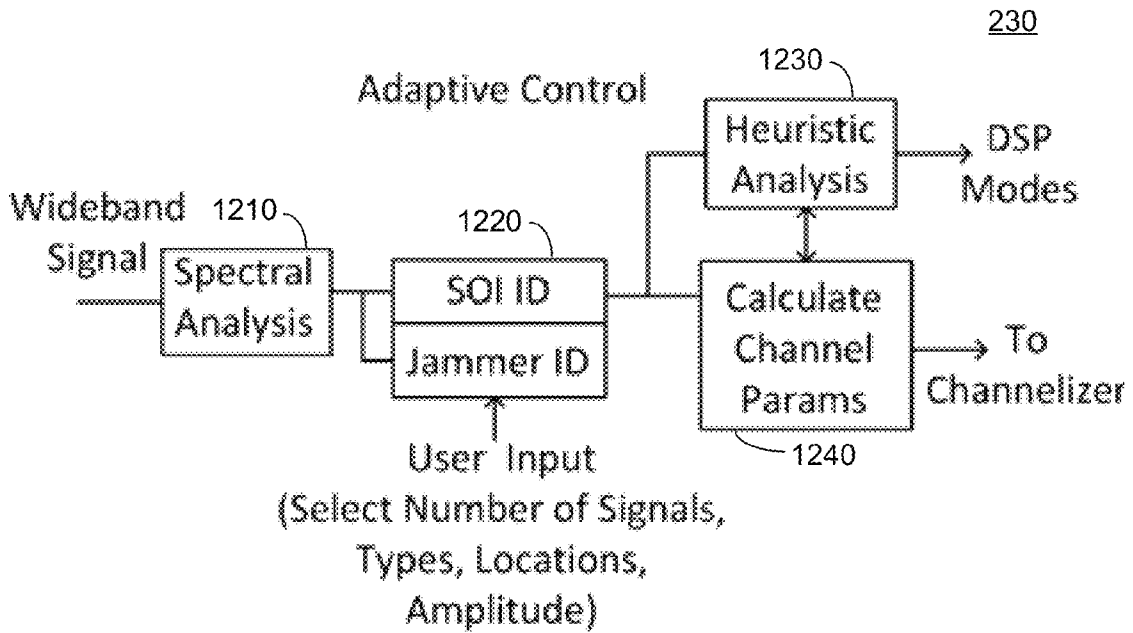 230
1230
Adaptive Control
Heuristic
Analysis
DSP
Modes
Wideband
Signal
1210
Spectral
Analysis
1220
SOI ID
Jammer ID
Calculate
Channel
Params
1240
To
Channelizer
User Input
(Select Number of Signals,
Types, Locations,
Amplitude)